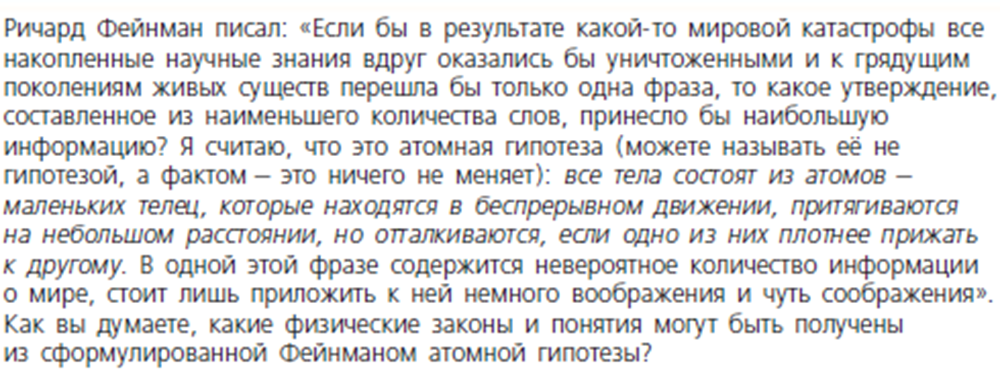 Ричард Фейнман писал: «Если бы в результате какой-то мировой катастрофы все
накопленные научные знания вдруг оказались бы уничтоженными и к грядущим
поколениям живых существ перешла бы только одна фраза, то какое утверждение,
составленное из наименьшего количества слов, принесло бы наибольшую
информацию? Я считаю, что это атомная гипотеза (можете называть её не
гипотезой, а фактом — это ничего не меняет): все тела состоят из атомов —
маленьких телец, которые находятся в беспрерывном движении, притягиваются
на небольшом расстоянии, но отталкиваются, если одно из них плотнее прижать
к другому. В одной этой фразе содержится невероятное количество информации
о мире, стоит лишь приложить к ней немного воображения и чуть соображения».
Как вы думаете, какие физические законы и понятия могут быть получены
из сформулированной Фейнманом атомной гипотезы?